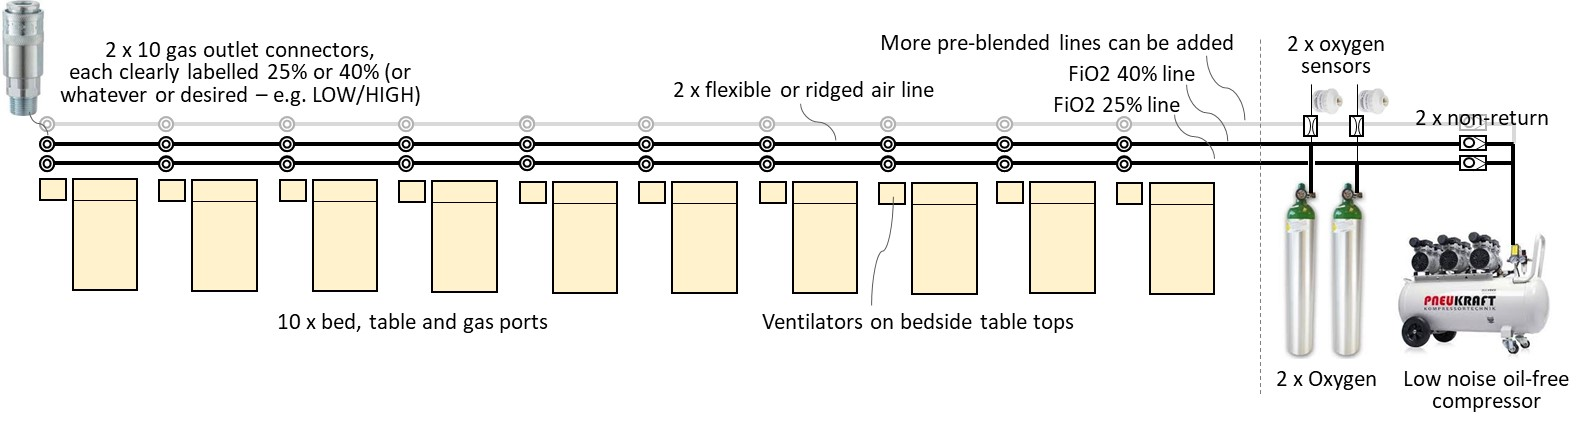 2 x 10 gas outlet connectors,
each clearly labelled 25% or 40% (or
whatever or desired – e.g. LOW/HIGH)
2 x flexible or ridged air line
More pre-blended lines can be added
FiO2 40% line
FiO2 25% line
2 x oxygen
sensors
2 x non-return
10 x bed, table and gas ports
Ventilators on bedside table tops
2 x Oxygen
PNEUKRAFT
KOMPRESSORTECHNIK
Low noise oil-free
compressor